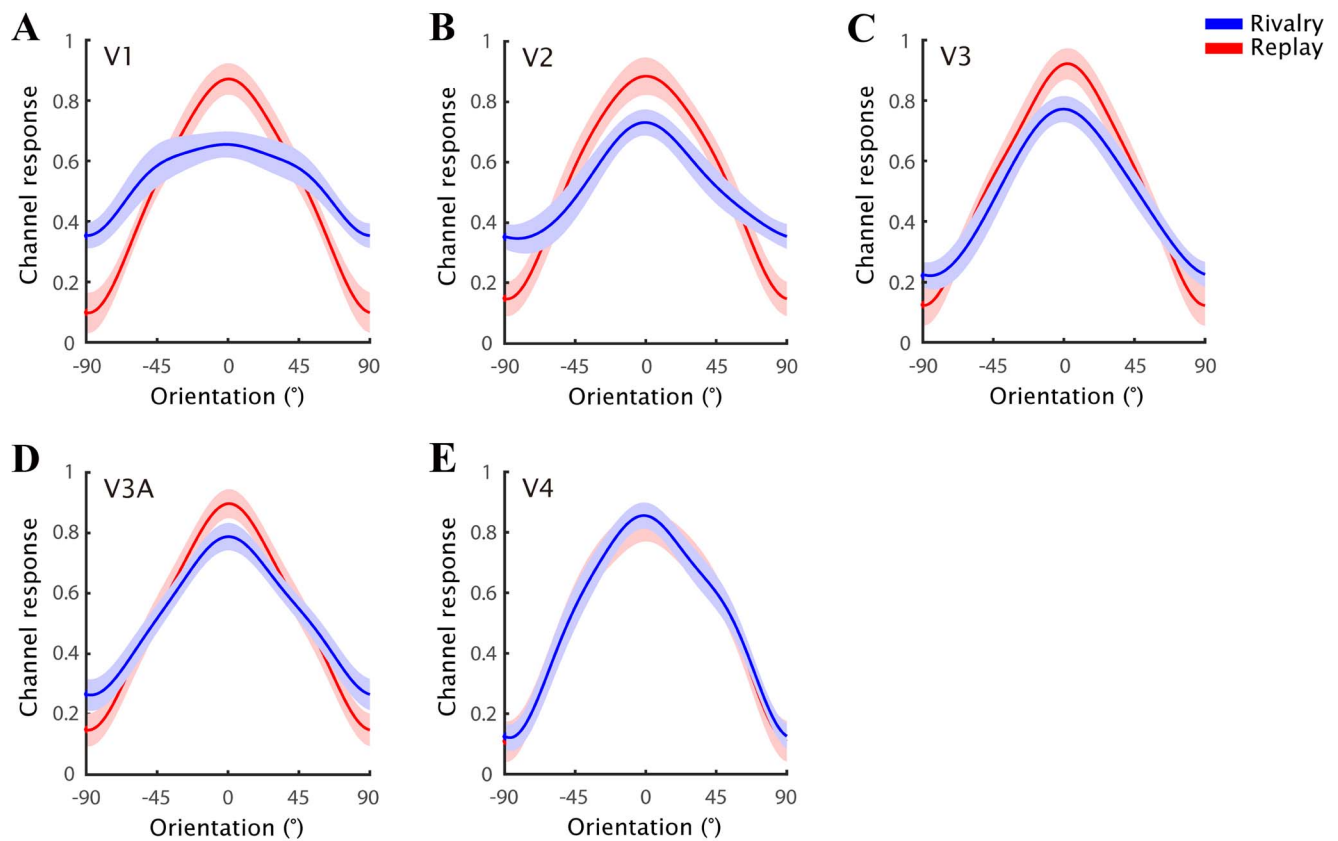 A
V1
1
0.8
0.6
0.4
0.2
0
Channel response
-90 -45 0 45 90
Orientation (°)
B
V2
1
0.8
0.6
0.4
0.2
0
Channel response
-90 -45 0 45 90
Orientation (°)
C
V3
1
0.8
0.6
0.4
0.2
0
Channel response
-90 -45 0 45 90
Orientation (°)
Rivalry
Replay
D
V3A
1
0.8
0.6
0.4
0.2
0
Channel response
-90 -45 0 45 90
Orientation (°)
E
V4
1
0.8
0.6
0.4
0.2
0
Channel response
-90 -45 0 45 90
Orientation (°)